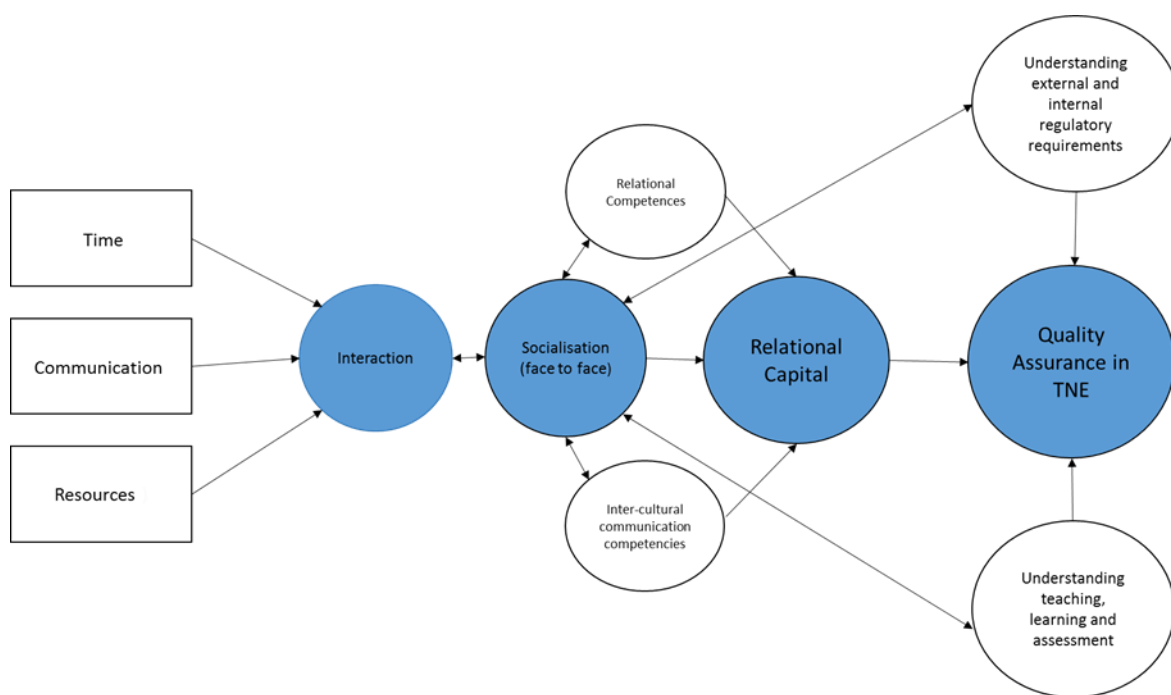 Time
Communication
Resources
Interaction
Socialisation
(face to face)
Relational
Competences
Inter-cultural
communication
competencies
Relational
Capital
Understanding
external and
internal
regulatory
requirements
Quality
Assurance in
TNE
Understanding
teaching,
learning and
assessment